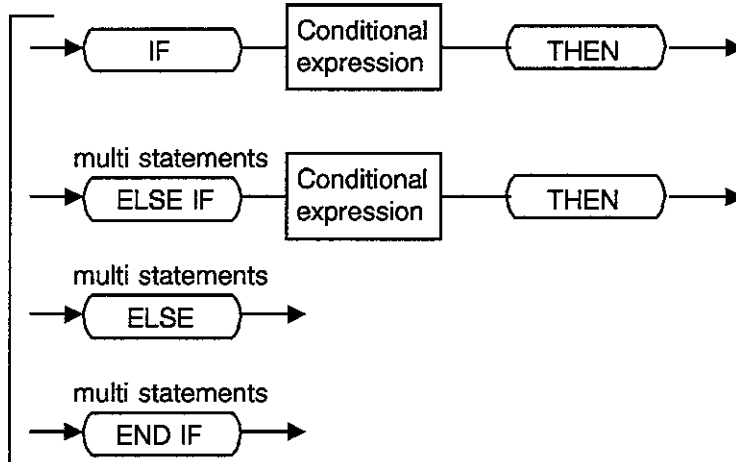 IF Conditional expression THEN
multi statements
ELSE IF Conditional expression THEN
multi statements
ELSE
multi statements
END IF